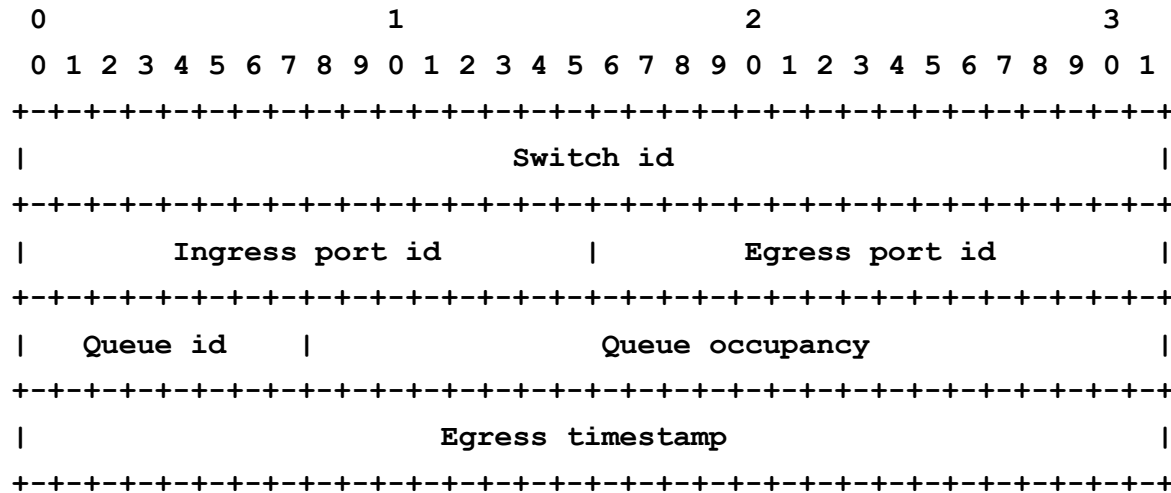 0                   1                   2                   3
 0 1 2 3 4 5 6 7 8 9 0 1 2 3 4 5 6 7 8 9 0 1 2 3 4 5 6 7 8 9 0 1
+-+-+-+-+-+-+-+-+-+-+-+-+-+-+-+-+-+-+-+-+-+-+-+-+-+-+-+-+-+-+-+-+
|                           Switch id                           |
+-+-+-+-+-+-+-+-+-+-+-+-+-+-+-+-+-+-+-+-+-+-+-+-+-+-+-+-+-+-+-+-+
|        Ingress port id        |        Egress port id         |
+-+-+-+-+-+-+-+-+-+-+-+-+-+-+-+-+-+-+-+-+-+-+-+-+-+-+-+-+-+-+-+-+
|   Queue id    |                Queue occupancy                |
+-+-+-+-+-+-+-+-+-+-+-+-+-+-+-+-+-+-+-+-+-+-+-+-+-+-+-+-+-+-+-+-+
|                       Egress timestamp                        |
+-+-+-+-+-+-+-+-+-+-+-+-+-+-+-+-+-+-+-+-+-+-+-+-+-+-+-+-+-+-+-+-+